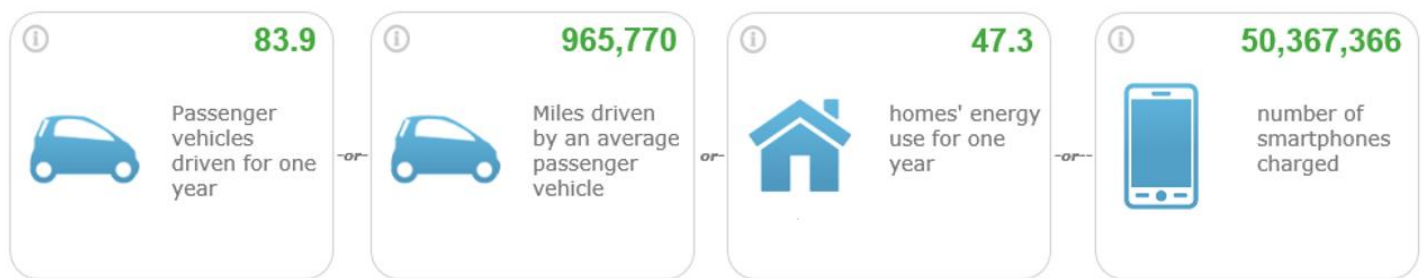 83.9
Passenger
vehicles
driven for one
year
-or-
965,770
Miles driven
by an average
passenger
vehicle
or-
47.3
homes' energy
use for one
year
-or--
50,367,366
number of
smartphones
charged